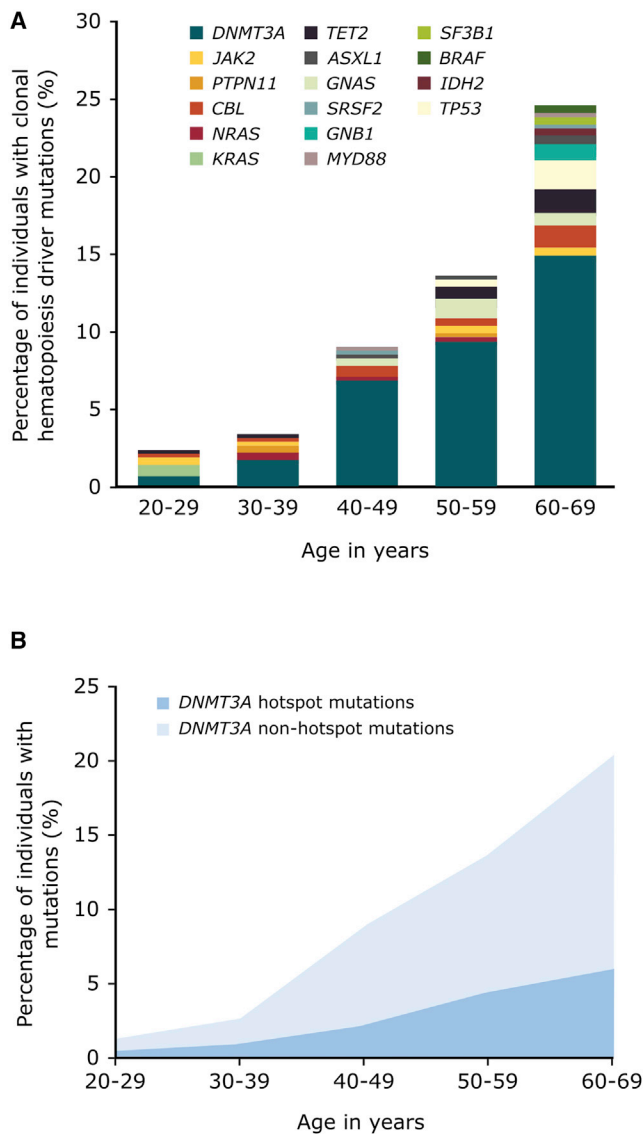 A
Percentage of individuals with clonal
hematopoiesis driver mutations (%)
30
25
20
15
10
5
0
DNMT3A
JAK2
PTPN11
CBL
NRAS
KRAS
TET2
ASXL1
GNAS
SRSF2
GNB1
MYD88
SF3B1
BRAF
IDH2
TP53
20-29 30-39 40-49 50-59 60-69
Age in years
B
Percentage of individuals with
mutations (%)
25
20
15
10
5
0
DNMT3A hotspot mutations
DNMT3A non-hotspot mutations
20-29 30-39 40-49 50-59 60-69
Age in years